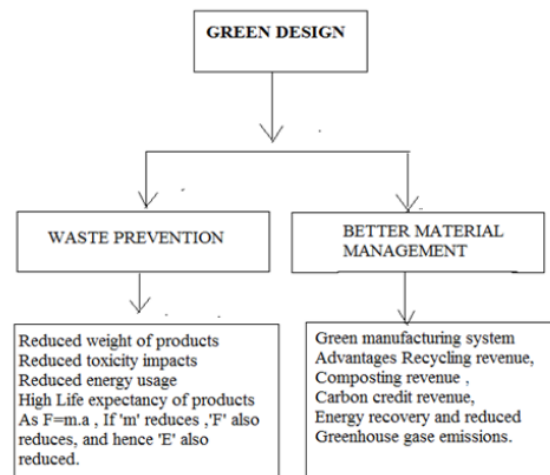 GREEN DESIGN
WASTE PREVENTION
BETTER MATERIAL
MANAGEMENT
Reduced weight of products
Reduced toxicity impacts
Reduced energy usage
High Life expectancy of products
As F=m.a , If 'm' reduces ,'F' also
reduces, and hence 'E' also
reduced.
Green manufacturing system
Advantages Recycling revenue,
Composting revenue ,
Carbon credit revenue,
Energy recovery and reduced
Greenhouse gase emissions.